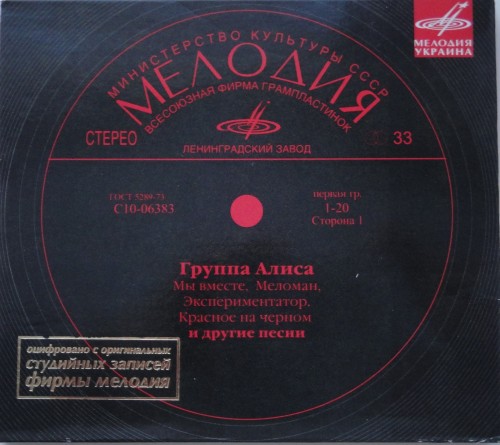 МИНИСТЕРСТВО КУЛЬТУРЫ СССР
МЕЛОДИЯ
ВСЕСОЮЗНАЯ ФИРМА ГРАМПЛАСТИНОК
МЕЛОДИЯ
УКРАИНА
СТЕРЕО
33
ЛЕНИНГРАДСКИЙ ЗАВОД
ГОСТ 5289-73
С10-06383
первая гр.
1-20
Сторона 1
Группа Алиса
Мы вместе, Меломан,
Экспериментатор,
Красное на черном
и другие песни
оцифровано с оригинальных
студийных записей
фирмы мелодия